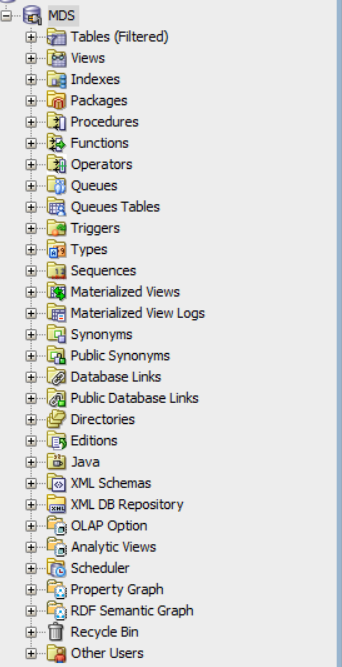 MDS
Tables (Filtered)
Views
Indexes
Packages
Procedures
Functions
Operators
Queues
Queues Tables
Triggers
Types
Sequences
Materialized Views
Materialized View Logs
Synonyms
Public Synonyms
Database Links
Public Database Links
Directories
Editions
Java
XML Schemas
XML DB Repository
OLAP Option
Analytic Views
Scheduler
Property Graph
RDF Semantic Graph
Recycle Bin
Other Users